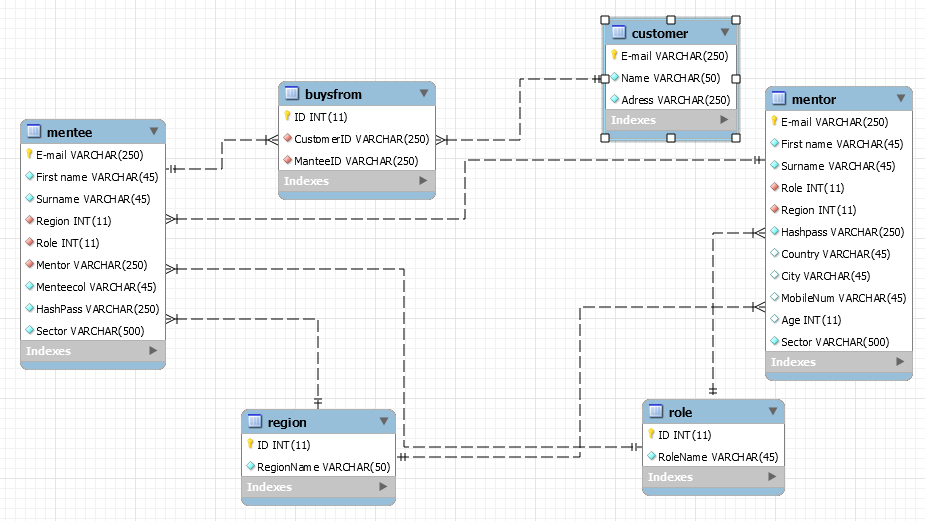 customer
E-mail VARCHAR(250)
Name VARCHAR(50)
Adress VARCHAR(250)
Indexes
buysfrom
ID INT(11)
CustomerID VARCHAR(250)
ManteeID VARCHAR(250)
Indexes
mentor
E-mail VARCHAR(250)
First name VARCHAR(45)
Surname VARCHAR(45)
Role INT(11)
Region INT(11)
Hashpass VARCHAR(250)
Country VARCHAR(45)
City VARCHAR(45)
MobileNum VARCHAR(45)
Age INT(11)
Sector VARCHAR(500)
Indexes
mentee
E-mail VARCHAR(250)
First name VARCHAR(45)
Surname VARCHAR(45)
Region INT(11)
Role INT(11)
Mentor VARCHAR(250)
Menteecol VARCHAR(45)
HashPass VARCHAR(250)
Sector VARCHAR(500)
Indexes
region
ID INT(11)
RegionName VARCHAR(50)
Indexes
role
ID INT(11)
RoleName VARCHAR(45)
Indexes